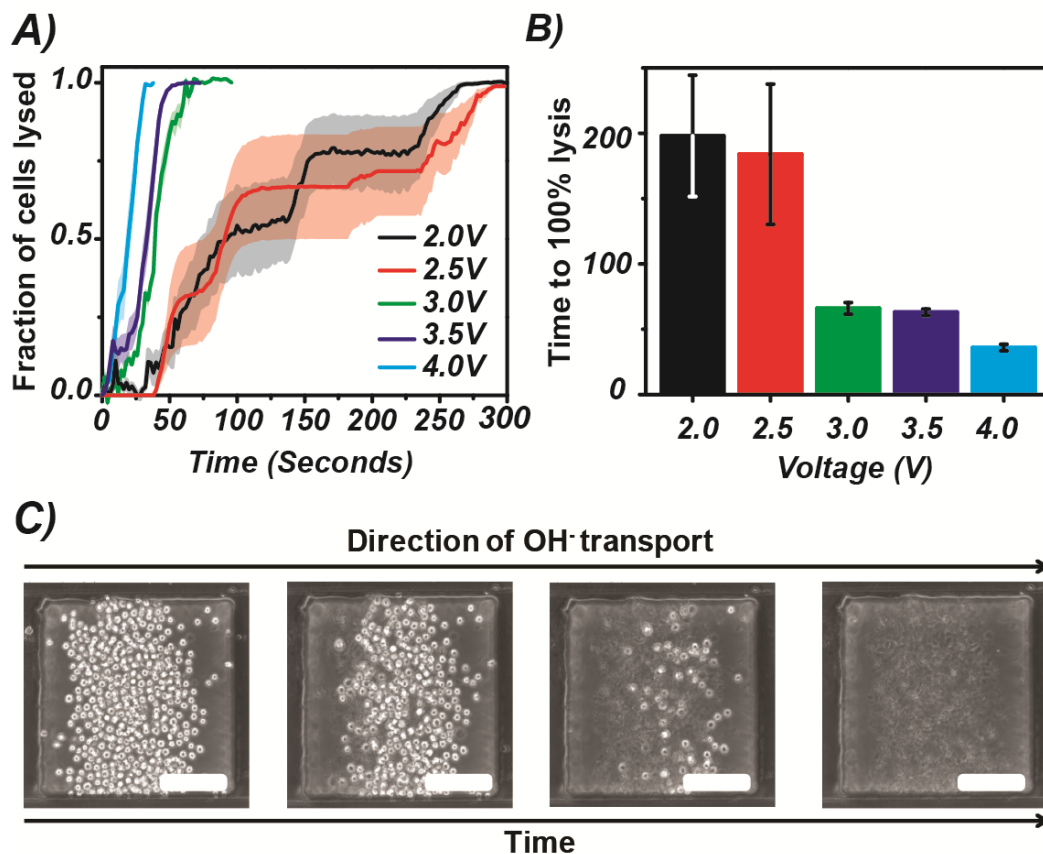 A)
Fraction of cells lysed
1.0
0.5
0.0
0 50 100 150 200 250 300
Time (Seconds)
2.0V
2.5V
3.0V
3.5V
4.0V
B)
Time to 100% lysis
200
100
0
2.0 2.5 3.0 3.5 4.0
Voltage (V)
C)
Direction of OH- transport
Time